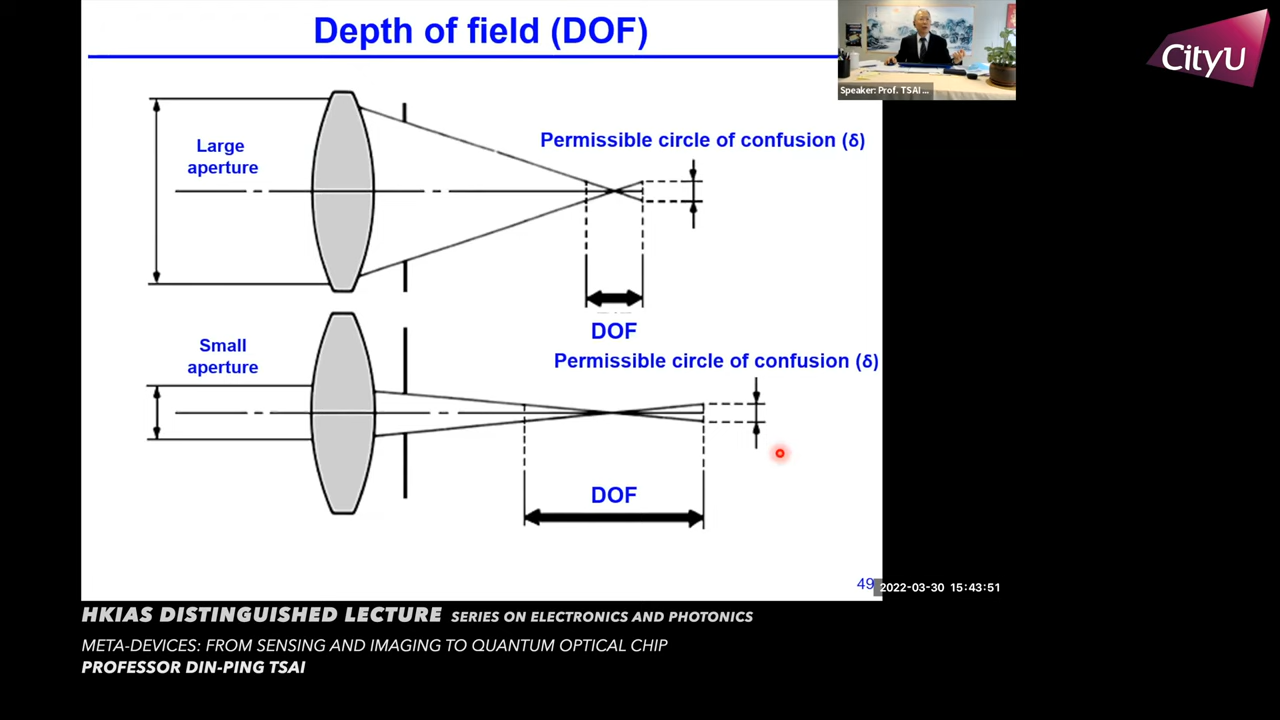 Depth of field (DOF)
Speaker: Prof. TSAI ...
CityU
Large
aperture
Permissible circle of confusion (δ)
DOF
Small
aperture
Permissible circle of confusion (δ)
DOF
49
2022-03-30 15:43:51
HKIAS DISTINGUISHED LECTURE SERIES ON ELECTRONICS AND PHOTONICS
META-DEVICES: FROM SENSING AND IMAGING TO QUANTUM OPTICAL CHIP
PROFESSOR DIN-PING TSAI